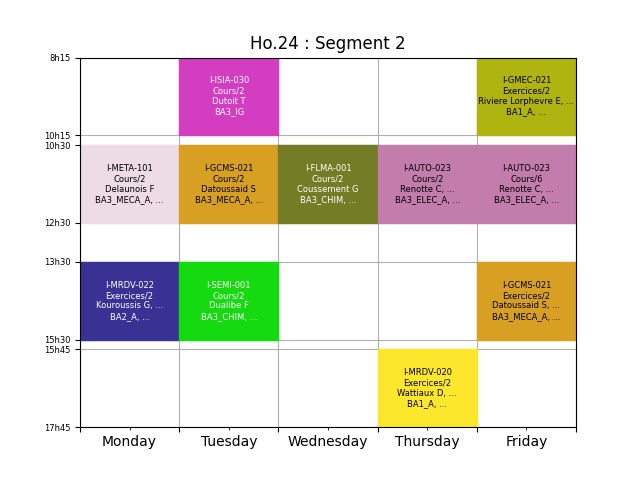 Ho.24 : Segment 2
8h15
10h15
10h30
12h30
13h30
15h30
15h45
17h45
I-ISIA-030
Cours/2
Dutoit T
BA3_IG
I-GMEC-021
Exercices/2
Riviere Lorphevre E, ...
BA1_A, ...
I-META-101
Cours/2
Delaunois F
BA3_MECA_A, ...
I-GCMS-021
Cours/2
Datoussaid S
BA3_MECA_A, ...
I-FLMA-001
Cours/2
Coussement G
BA3_CHIM, ...
I-AUTO-023
Cours/2
Renotte C, ...
BA3_ELEC_A, ...
I-AUTO-023
Cours/6
Renotte C, ...
BA3_ELEC_A, ...
I-MRDV-022
Exercices/2
Kouroussis G, ...
BA2_A, ...
I-SEMI-001
Cours/2
Dualibe F
BA3_CHIM, ...
I-GCMS-021
Exercices/2
Datoussaid S, ...
BA3_MECA_A, ...
I-MRDV-020
Exercices/2
Wattiaux D, ...
BA1_A, ...
Monday
Tuesday
Wednesday
Thursday
Friday